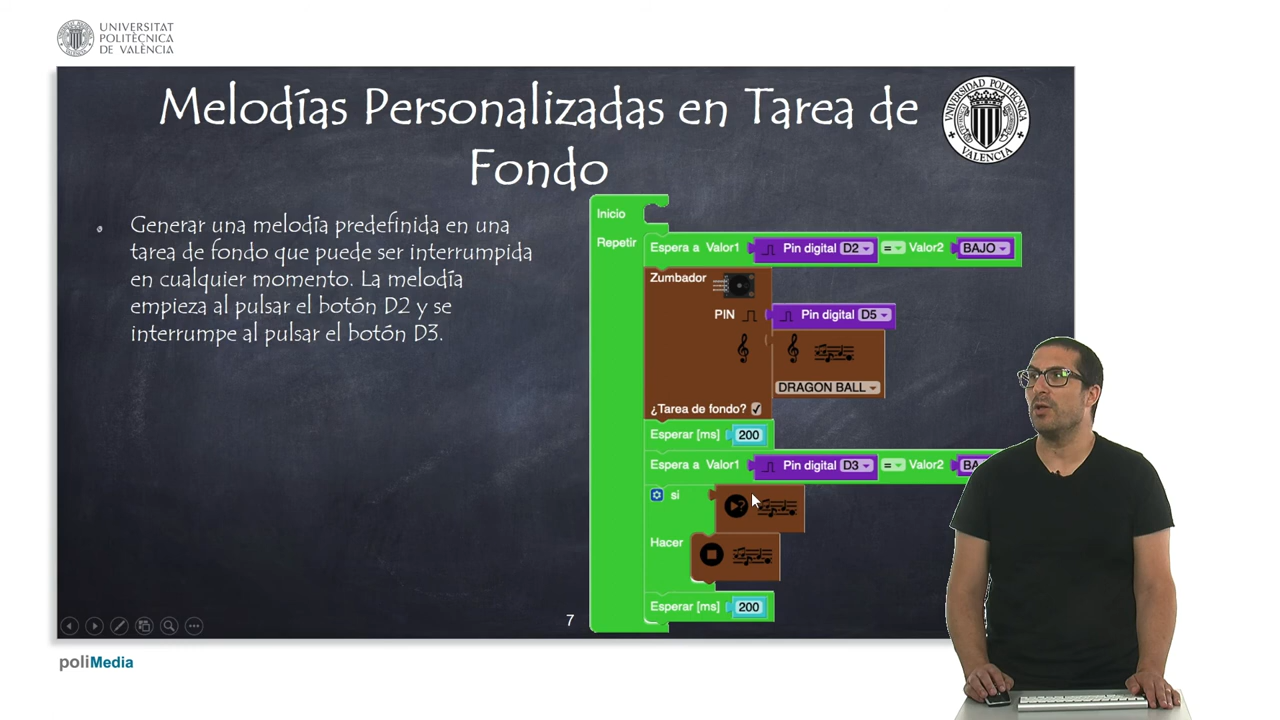 UNIVERSITAT
POLITÈCNICA
DE VALÈNCIA
Melodías Personalizadas en Tarea de
Fondo
UNIVERSIDAD POLITECNICA
VALENCIA
Generar una melodía predefinida en una
tarea de fondo que puede ser interrumpida
en cualquier momento. La melodía
empieza al pulsar el botón D2 y se
interrumpe al pulsar el botón D3.
Inicio
Repetir
Espera a Valor1 Pin digital D2 = Valor2 BAJO
Zumbador
PIN Pin digital D5
DRAGON BALL
¿Tarea de fondo?
Esperar [ms] 200
Espera a Valor1 Pin digital D3 = Valor2
si
Hacer
Esperar [ms] 200
7
poliMedia